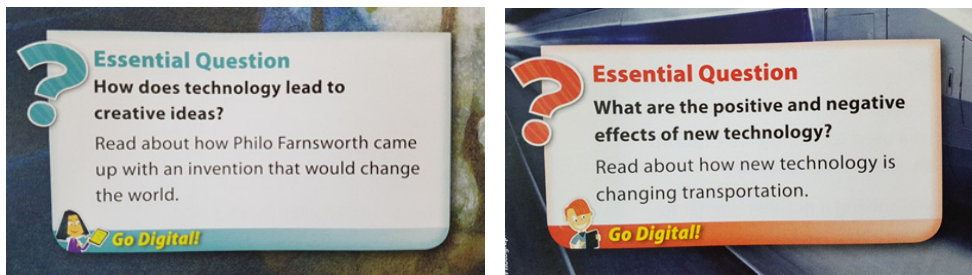 Essential Question
How does technology lead to
creative ideas?
Read about how Philo Farnsworth came
up with an invention that would change
the world.
Go Digital!
Essential Question
What are the positive and negative
effects of new technology?
Read about how new technology is
changing transportation.
Go Digital!